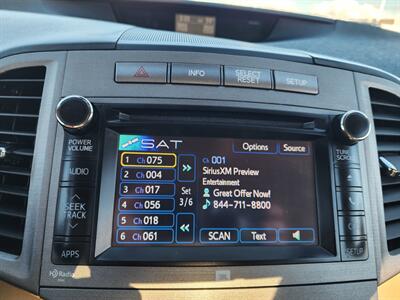 INFO
SELECT
RESET
SETUP
POWER
VOLUME
AUDIO
SEEK
TRACK
APPS
HD Radio
TUNE
SCROLL
SETUP
SAT
Options
Source
1 Ch 075
2 Ch 004
3 Ch 017
4 Ch 056
5 Ch 018
6 Ch 061
Set
3/6
Ch 001
SiriusXM Preview
Entertainment
Great Offer Now!
844-711-8800
SCAN
Text